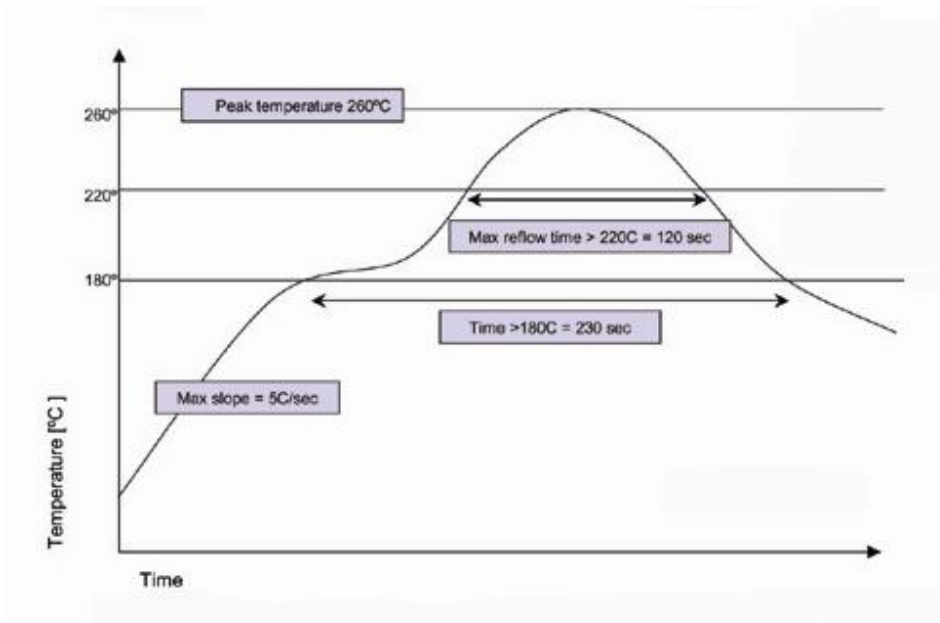 Peak temperature 260ºC
260º
220º
Max reflow time > 220C = 120 sec
180º
Time >180C = 230 sec
Max slope = 5C/sec
Temperature [ºC ]
Time